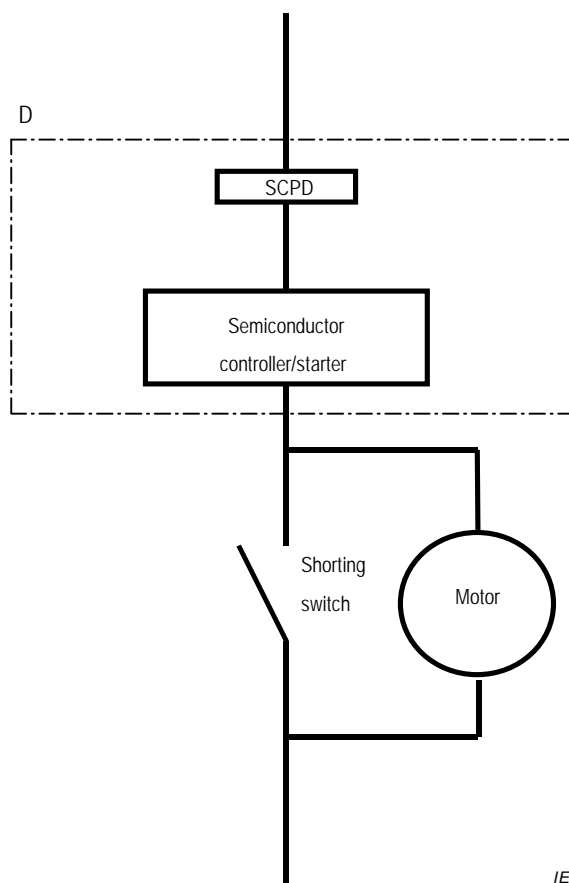 D
SCPD
Semiconductor
controller/starter
Shorting
switch
Motor
IE